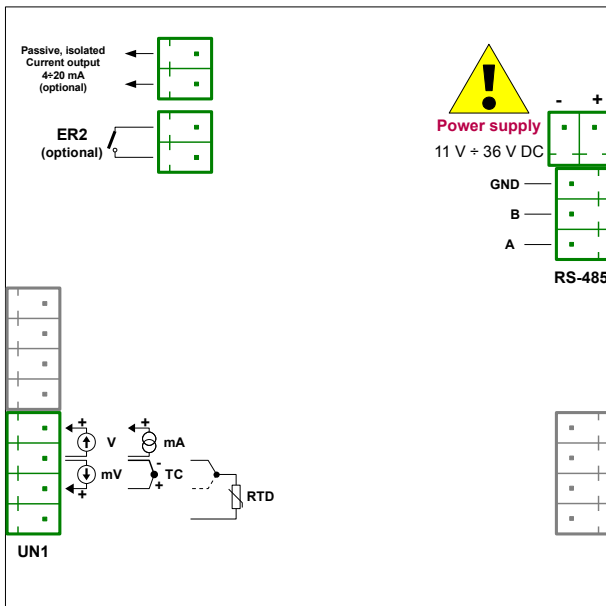 Passive, isolated
Current output
4÷20 mA
(optional)
ER2
(optional)
!
- +
Power supply
11 V ÷ 36 V DC
GND
B
A
RS-485
+ +
V mA
mV - TC
+ +
RTD
UN1